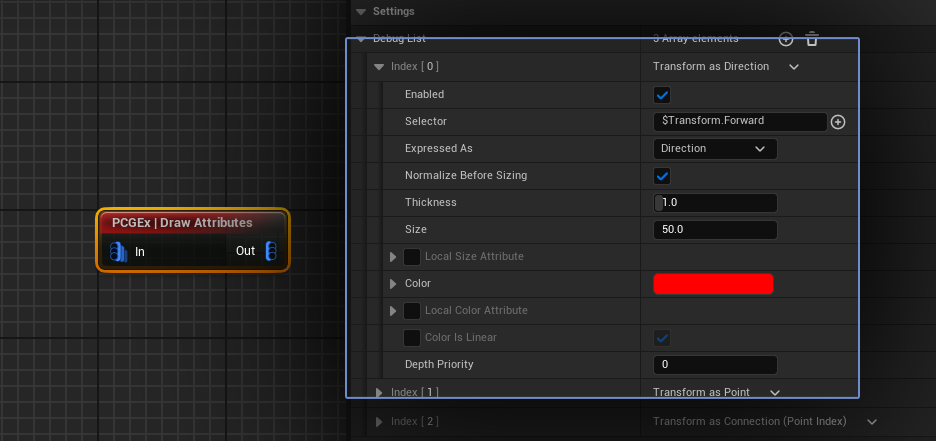 Settings
Debug List 3 Array elements
Index [ 0 ] Transform as Direction
Enabled
Selector $Transform.Forward
Expressed As Direction
Normalize Before Sizing
Thickness 1.0
Size 50.0
Local Size Attribute
Color
Local Color Attribute
Color Is Linear
Depth Priority 0
Index [ 1 ] Transform as Point
Index [ 2 ] Transform as Connection (Point Index)
PCGEx | Draw Attributes
In Out